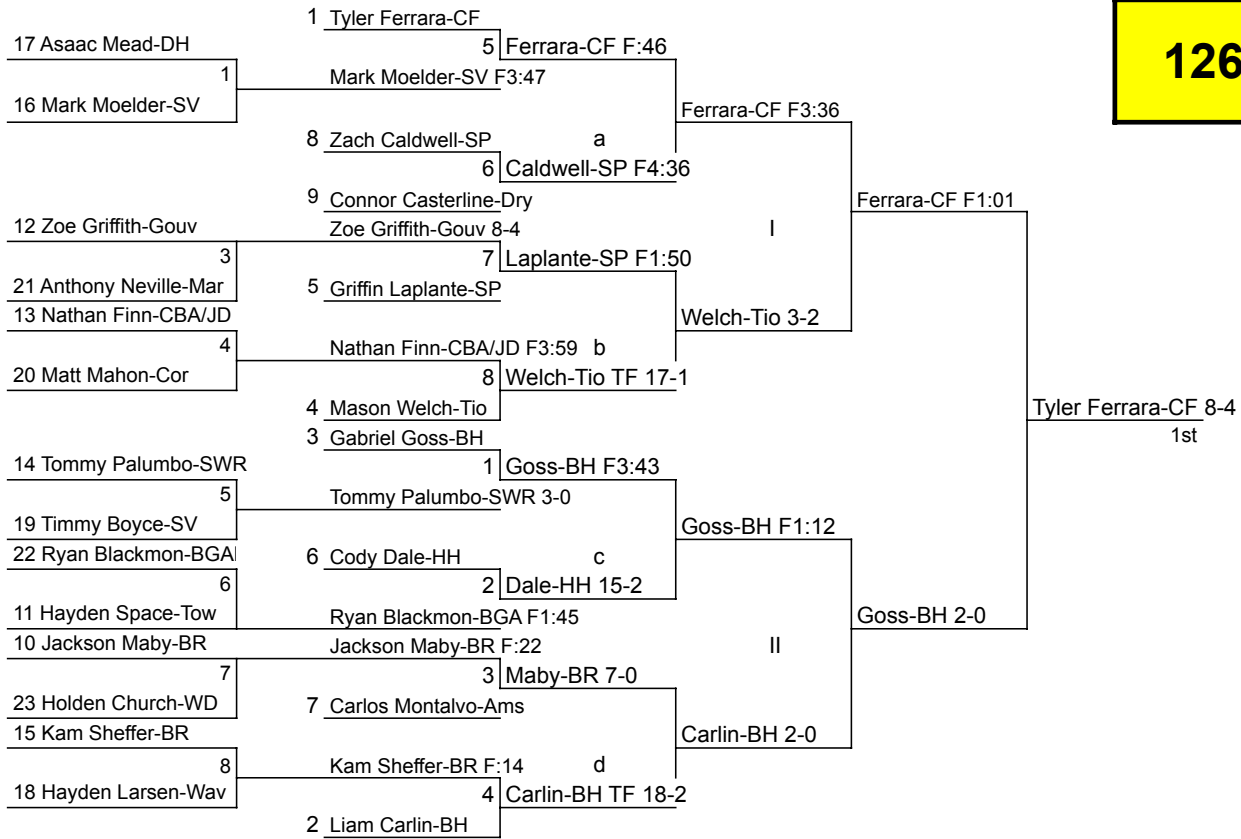 1 Tyler Ferrara-CF
126
17 Asaac Mead-DH
5 Ferrara-CF F:46
1
Mark Moelder-SV F3:47
16 Mark Moelder-SV
Ferrara-CF F3:36
8 Zach Caldwell-SP
a
6 Caldwell-SP F4:36
9 Connor Casterline-Dry
Ferrara-CF F1:01
12 Zoe Griffith-Gouv
Zoe Griffith-Gouv 8-4
I
3
7 Laplante-SP F1:50
21 Anthony Neville-Mar
5 Griffin Laplante-SP
13 Nathan Finn-CBA/JD
Welch-Tio 3-2
4
Nathan Finn-CBA/JD F3:59
b
20 Matt Mahon-Cor
8 Welch-Tio TF 17-1
4 Mason Welch-Tio
Tyler Ferrara-CF 8-4
1st
3 Gabriel Goss-BH
14 Tommy Palumbo-SWR
1 Goss-BH F3:43
5
Tommy Palumbo-SWR 3-0
19 Timmy Boyce-SV
Goss-BH F1:12
22 Ryan Blackmon-BGA
6 Cody Dale-HH
c
6
2 Dale-HH 15-2
11 Hayden Space-Tow
Ryan Blackmon-BGA F1:45
Goss-BH 2-0
10 Jackson Maby-BR
Jackson Maby-BR F:22
II
7
3 Maby-BR 7-0
23 Holden Church-WD
7 Carlos Montalvo-Ams
15 Kam Sheffer-BR
Carlin-BH 2-0
8
Kam Sheffer-BR F:14
d
18 Hayden Larsen-Wav
4 Carlin-BH TF 18-2
2 Liam Carlin-BH